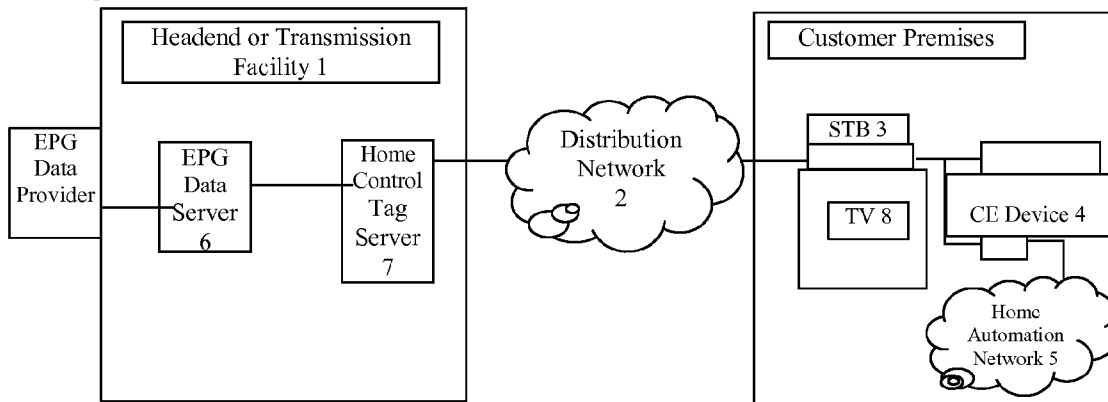 Headend or Transmission
Facility 1
Customer Premises
EPG
Data
Provider
EPG
Data
Server
6
Home
Control
Tag
Server
7
Distribution
Network
2
STB 3
TV 8
CE Device 4
Home
Automation
Network 5